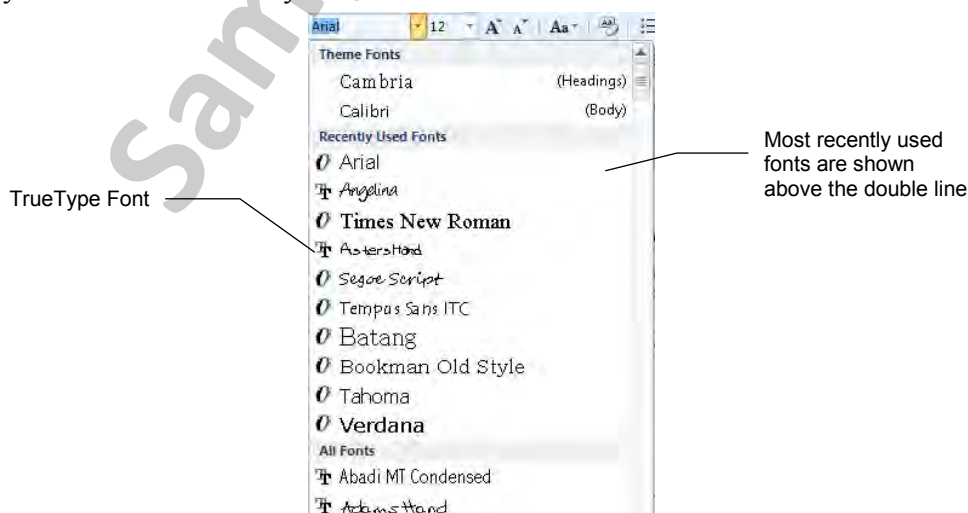 Sam
Arial 12 A A Aa
Theme Fonts
Cambria (Headings)
Calibri (Body)
Recently Used Fonts
Arial
Angelina
Times New Roman
AstersHand
Segoe Script
Tempus Sans ITC
Batang
Bookman Old Style
Tahoma
Verdana
All Fonts
Abadi MT Condensed
AdamsHand
TrueType Font
Most recently used
fonts are shown
above the double line